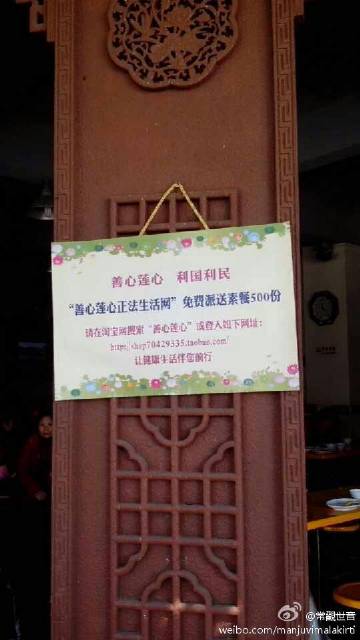 善心莲心 利国利民
“善心莲心正法生活网”免费派送素餐500份
请在淘宝网搜索“善心莲心”或登入如下网址：
http://shop70429335.taobao.com/
让健康生活伴您前行
@常觀世音
weibo.com/manjuvimalakirti